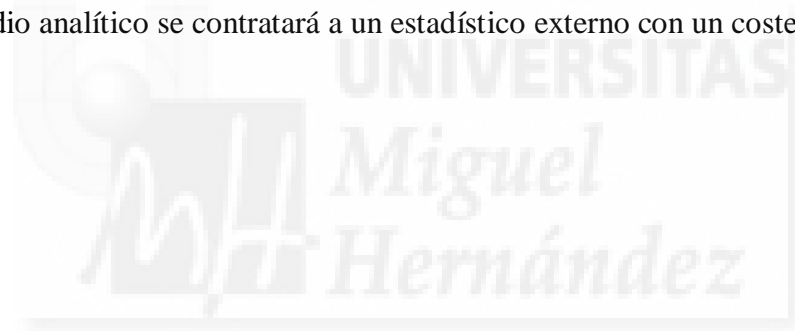 dio analítico se contratará a un estadístico externo con un coste
UNIVERSITAS
Miguel
Hernández